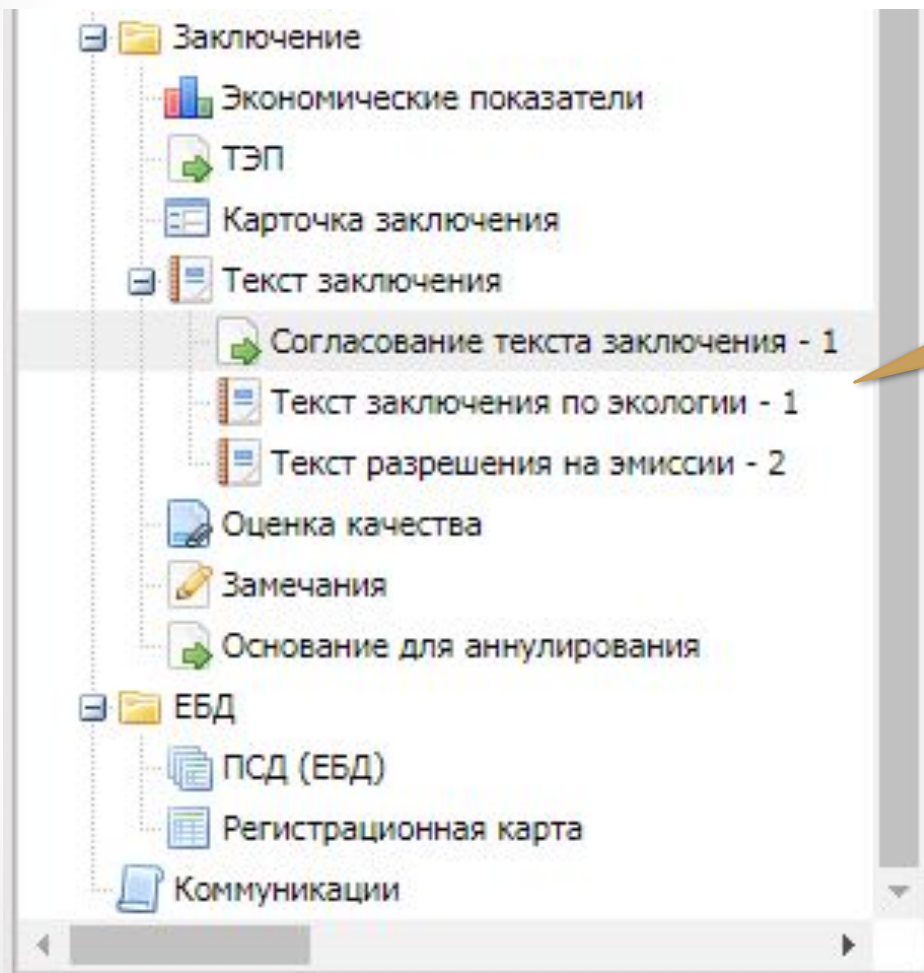 Заключение
Экономические показатели
ТЭП
Карточка заключения
Текст заключения
Согласование текста заключения - 1
Текст заключения по экологии - 1
Текст разрешения на эмиссии - 2
Оценка качества
Замечания
Основание для аннулирования
ЕБД
ПСД (ЕБД)
Регистрационная карта
Коммуникации